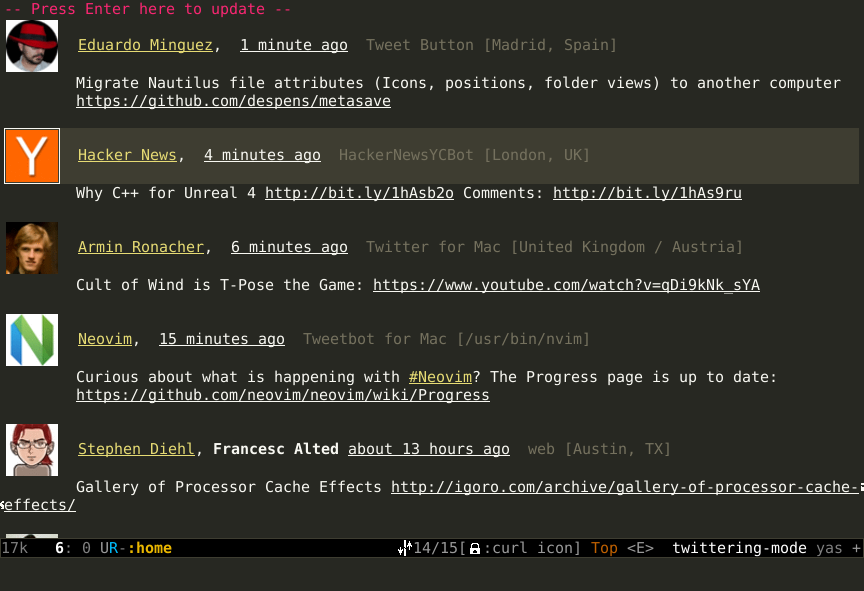 -- Press Enter here to update --
Eduardo Minguez,  1 minute ago  Tweet Button [Madrid, Spain]
Migrate Nautilus file attributes (Icons, positions, folder views) to another computer
https://github.com/despens/metasave
Y
Hacker News,  4 minutes ago  HackerNewsYCBot [London, UK]
Why C++ for Unreal 4 http://bit.ly/1hAsb2o Comments: http://bit.ly/1hAs9ru
Armin Ronacher,  6 minutes ago  Twitter for Mac [United Kingdom / Austria]
Cult of Wind is T-Pose the Game: https://www.youtube.com/watch?v=qDi9kNk_sYA
Neovim,  15 minutes ago  Tweetbot for Mac [/usr/bin/nvim]
Curious about what is happening with #Neovim? The Progress page is up to date:
https://github.com/neovim/neovim/wiki/Progress
Stephen Diehl, Francesc Alted about 13 hours ago  web [Austin, TX]
Gallery of Processor Cache Effects http://igoro.com/archive/gallery-of-processor-cache-
effects/
17k   6: 0 UR-:home  14/15[:curl icon] Top <E>  twittering-mode yas +